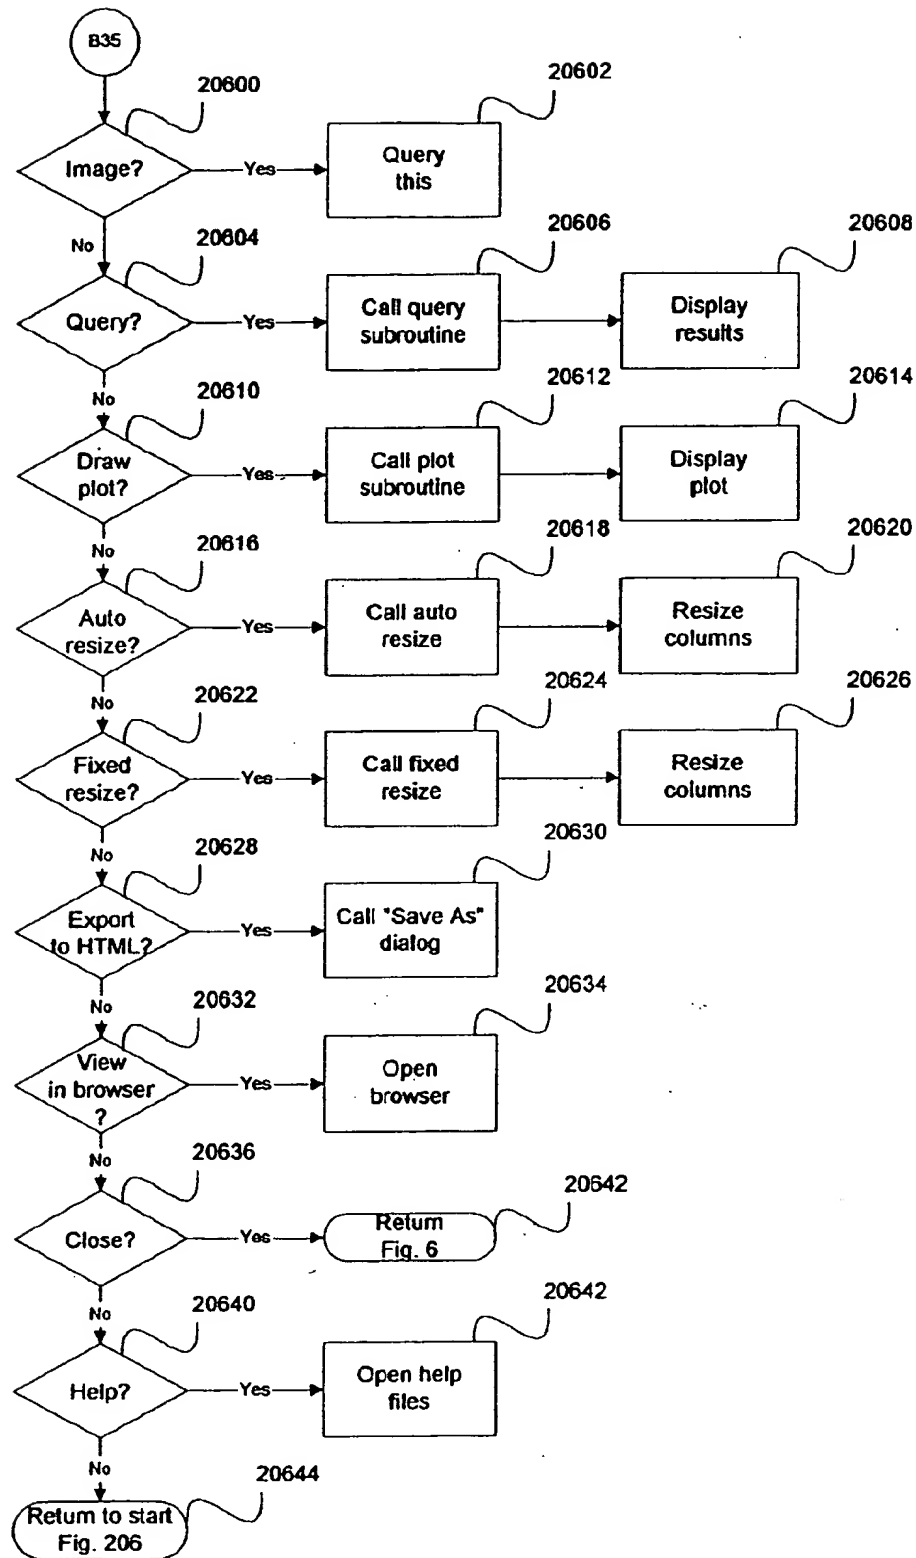 B35
20600
20602
Image?
Yes
Query
this
No
20604
20606
20608
Query?
Yes
Call query
subroutine
Display
results
No
20610
20612
20614
Draw
plot?
Yes
Call plot
subroutine
Display
plot
No
20616
20618
20620
Auto
resize?
Yes
Call auto
resize
Resize
columns
No
20622
20624
20626
Fixed
resize?
Yes
Call fixed
resize
Resize
columns
No
20628
20630
Export
to HTML?
Yes
Call "Save As"
dialog
No
20632
20634
View
in browser
?
Yes
Open
browser
No
20636
20642
Close?
Yes
Return
Fig. 6
No
20640
20642
Help?
Yes
Open help
files
No
20644
Return to start
Fig. 206